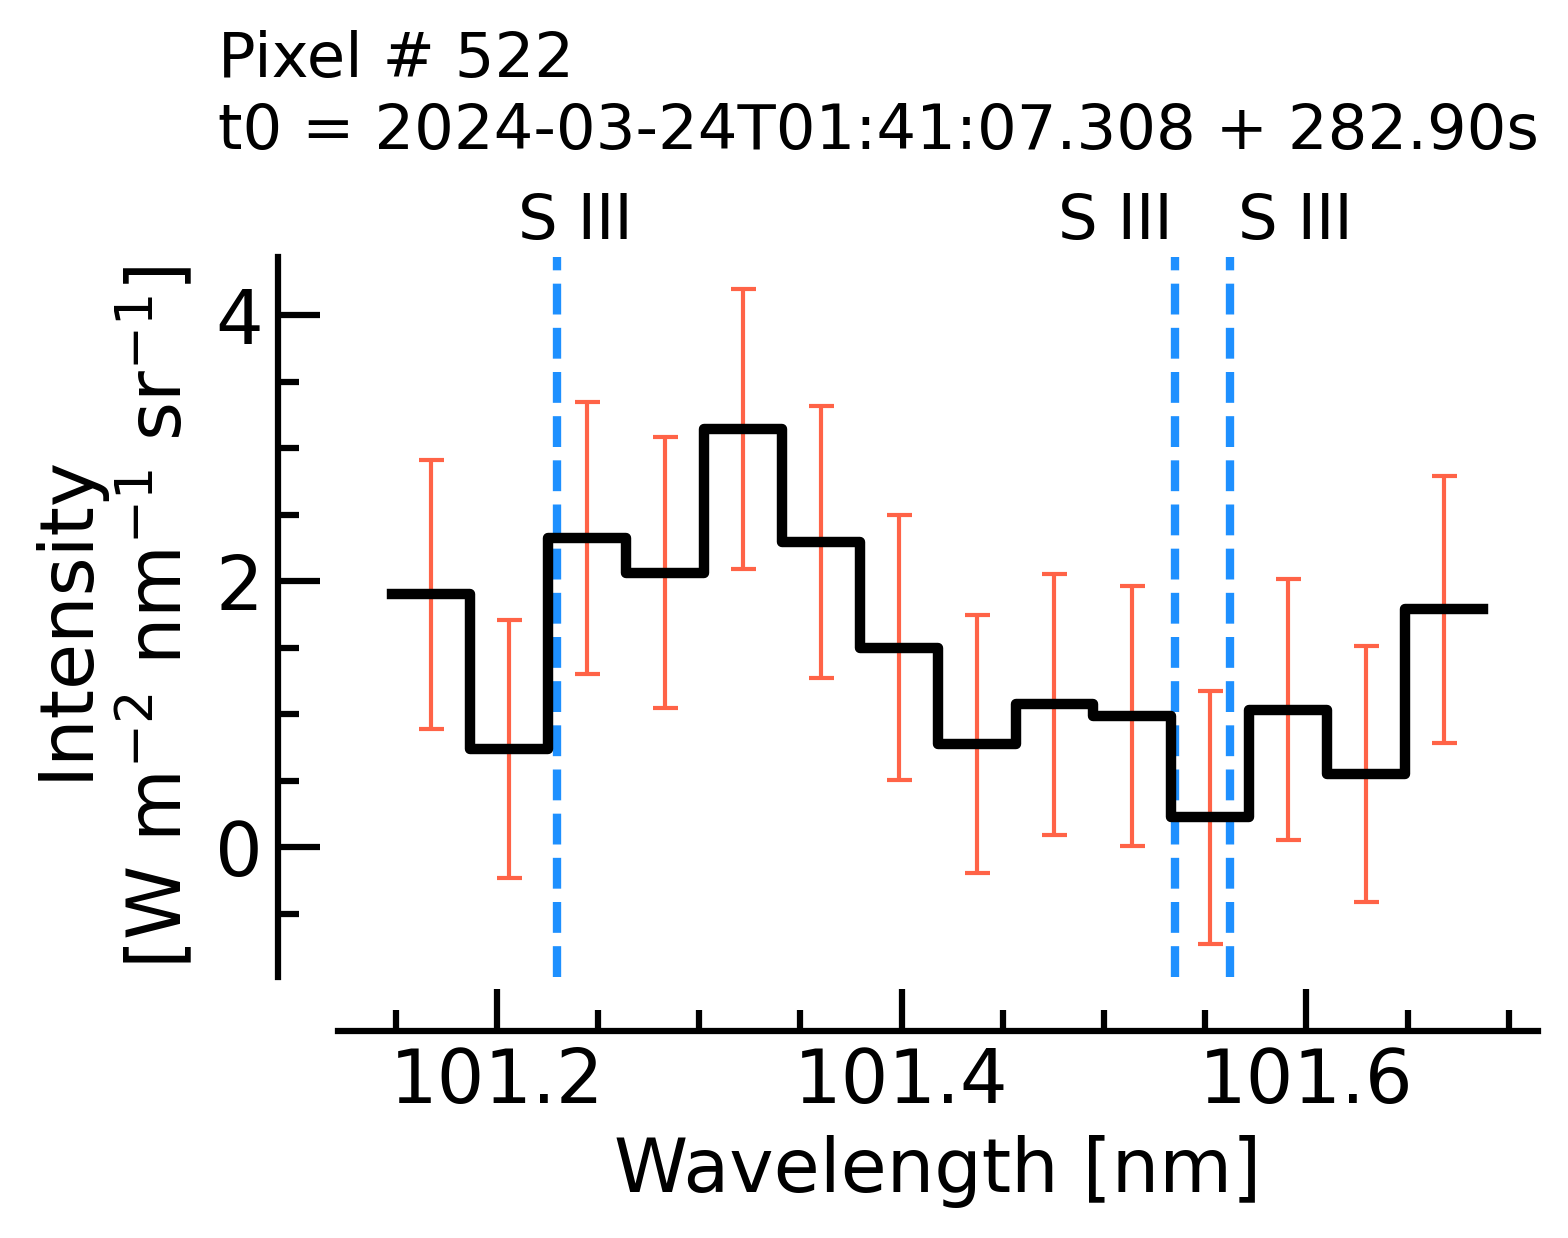 Pixel # 522
t0 = 2024-03-24T01:41:07.308 + 282.90s
S III
S III
S III
Intensity
[W m⁻² nm⁻¹ sr⁻¹]
4
2
0
101.2
101.4
101.6
Wavelength [nm]